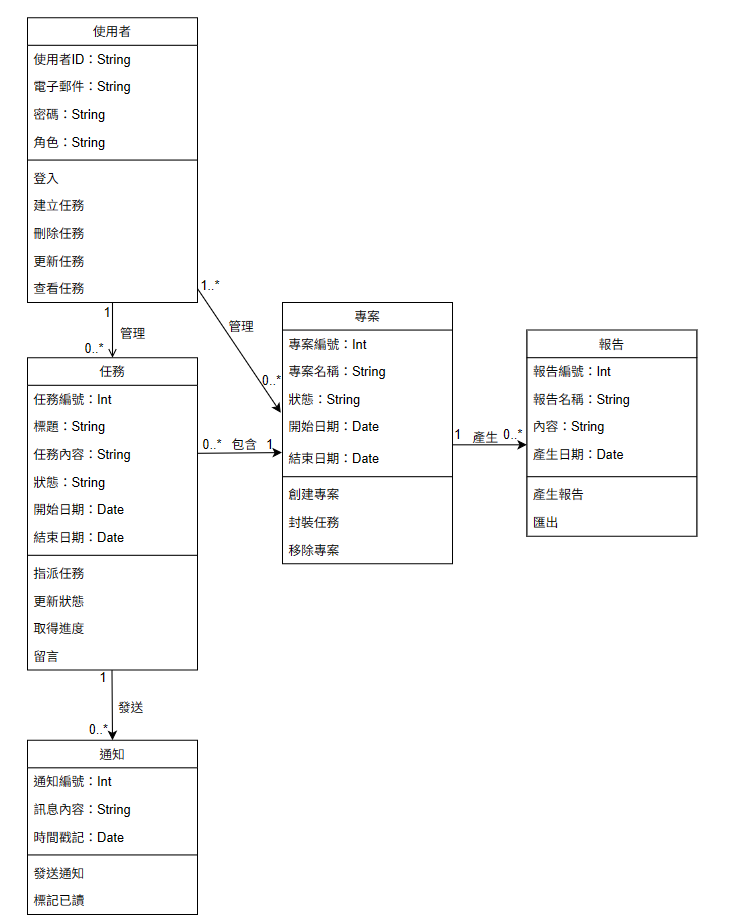 使用者
使用者ID：String
電子郵件：String
密碼：String
角色：String
登入
建立任務
刪除任務
更新任務
查看任務
1
管理
0..*
1..*
管理
0..*
任務
任務編號：Int
標題：String
任務內容：String
狀態：String
開始日期：Date
結束日期：Date
指派任務
更新狀態
取得進度
留言
0..*
包含
1
專案
專案編號：Int
專案名稱：String
狀態：String
開始日期：Date
結束日期：Date
創建專案
封裝任務
移除專案
1
產生
0..*
報告
報告編號：Int
報告名稱：String
內容：String
產生日期：Date
產生報告
匯出
1
發送
0..*
通知
通知編號：Int
訊息內容：String
時間戳記：Date
發送通知
標記已讀